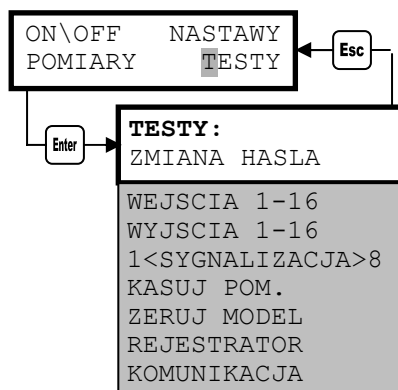 ON\OFF NASTAWY
POMIARY TESTY
Esc
Enter
TESTY:
ZMIANA HASLA
WEJSCIA 1-16
WYJSCIA 1-16
1<SYGNALIZACJA>8
KASUJ POM.
ZERUJ MODEL
REJESTRATOR
KOMUNIKACJA